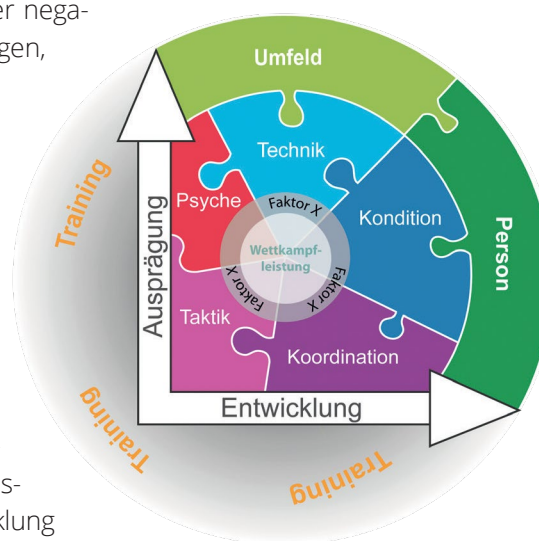 er nega-
gen,
Umfeld
Technik
Psyche
Kondition
Person
Faktor X
Wettkampf-
leistung
Faktor X
Faktor X
Taktik
Koordination
Ausprägung
Entwicklung
Training
Training
Training
s-
klung